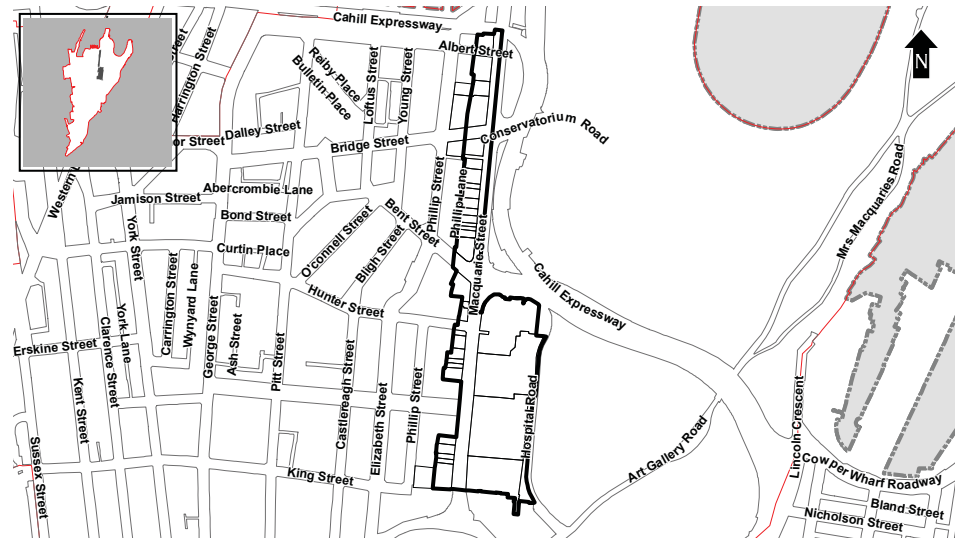 Cahill Expressway
Albert Street
Harrington Street
Street
Reiby Place
Bulletin Place
Loftus Street
Young Street
N
Dalley Street
Conservatorium Road
or Street
Bridge Street
Western
Phillip Street
Phillip Lane
Mrs Macquaries Road
Abercrombie Lane
Jamison Street
Bond Street
Bent Street
York Street
O'connell Street
Curtin Place
Bligh Street
Macquarie Street
Cahill Expressway
Carrington Street
Wynyard Lane
George Street
Hunter Street
York Lane
Clarence Street
Ash Street
Pitt Street
Erskine Street
Kent Street
Castlereagh Street
Elizabeth Street
Phillip Street
Hospital Road
Lincoln Crescent
Art Gallery Road
Sussex Street
King Street
Cowper Wharf Roadway
Bland Street
Nicholson Street